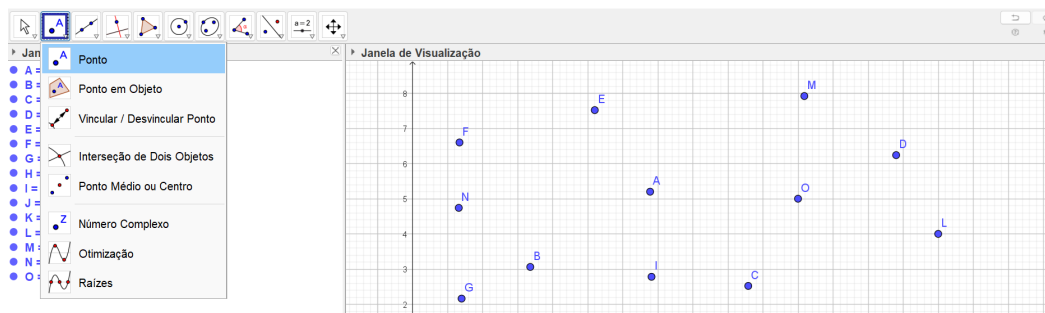 A
a=2
Jan
Janela de Visualização
A =
B =
C =
D =
E =
F =
G =
H =
I =
J =
K =
L =
M =
N =
O =
A Ponto
A Ponto em Objeto
Vincular / Desvincular Ponto
Interseção de Dois Objetos
Ponto Médio ou Centro
Z Número Complexo
Otimização
Raízes
8
7
6
5
4
3
2
M
E
F
D
A
N
O
L
B
I
C
G